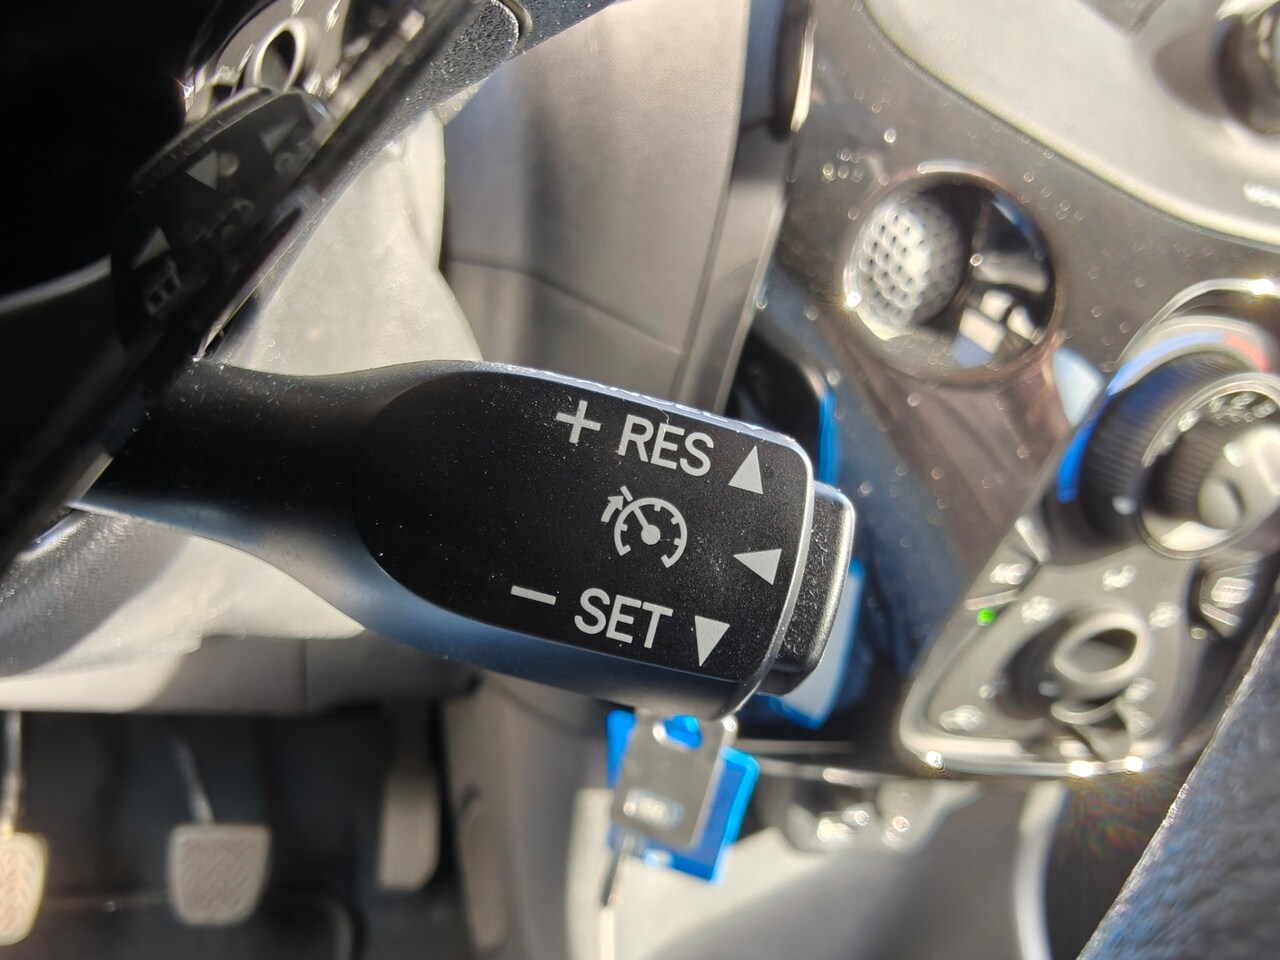 + RES
− SET